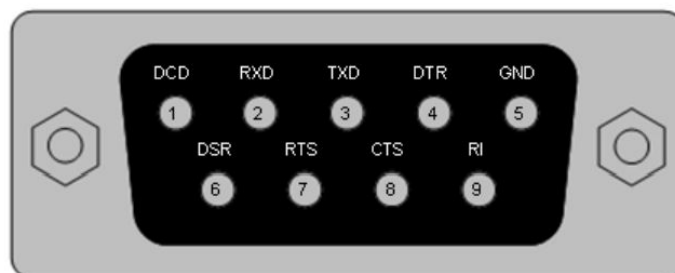 DCD RXD TXD DTR GND
1 2 3 4 5
DSR RTS CTS RI
6 7 8 9